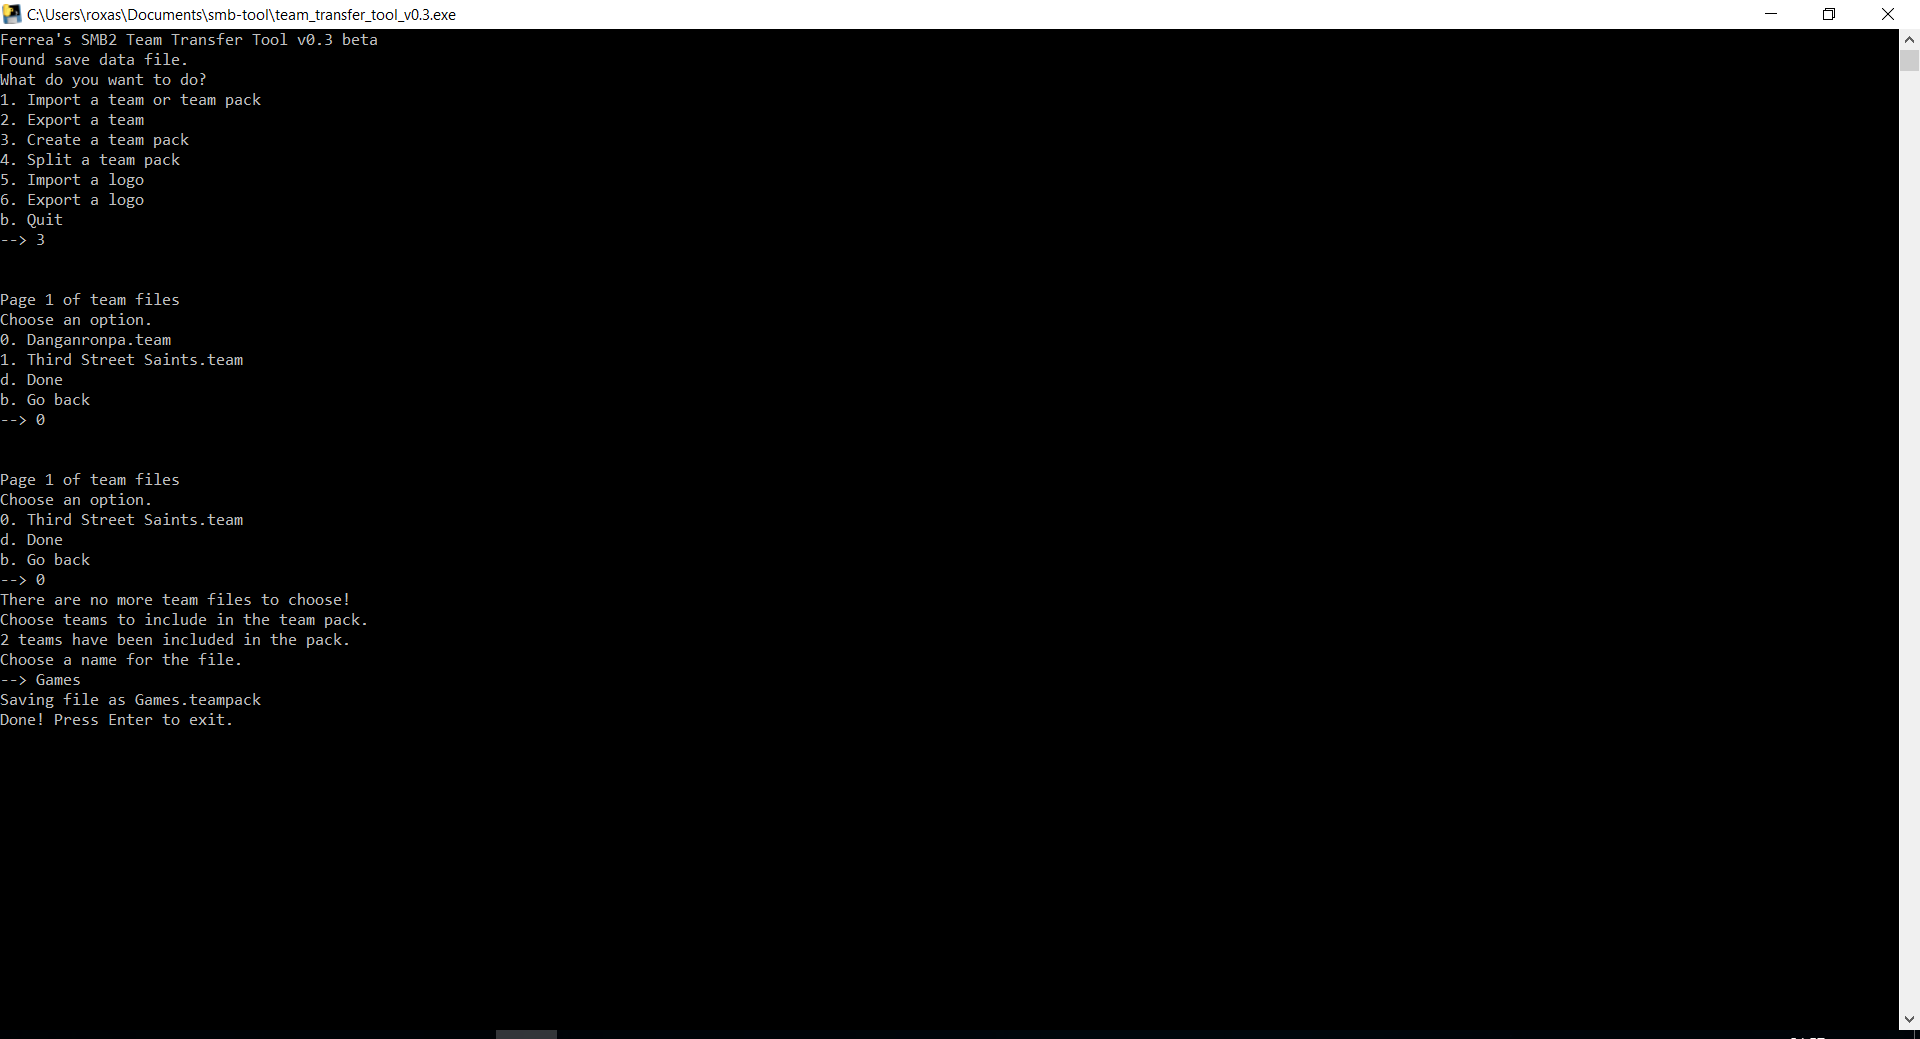 C:\Users\roxas\Documents\smb-tool\team_transfer_tool_v0.3.exe
Ferrea's SMB2 Team Transfer Tool v0.3 beta
Found save data file.
What do you want to do?
1. Import a team or team pack
2. Export a team
3. Create a team pack
4. Split a team pack
5. Import a logo
6. Export a logo
b. Quit
--> 3
Page 1 of team files
Choose an option.
0. Danganronpa.team
1. Third Street Saints.team
d. Done
b. Go back
--> 0
Page 1 of team files
Choose an option.
0. Third Street Saints.team
d. Done
b. Go back
--> 0
There are no more team files to choose!
Choose teams to include in the team pack.
2 teams have been included in the pack.
Choose a name for the file.
--> Games
Saving file as Games.teampack
Done! Press Enter to exit.